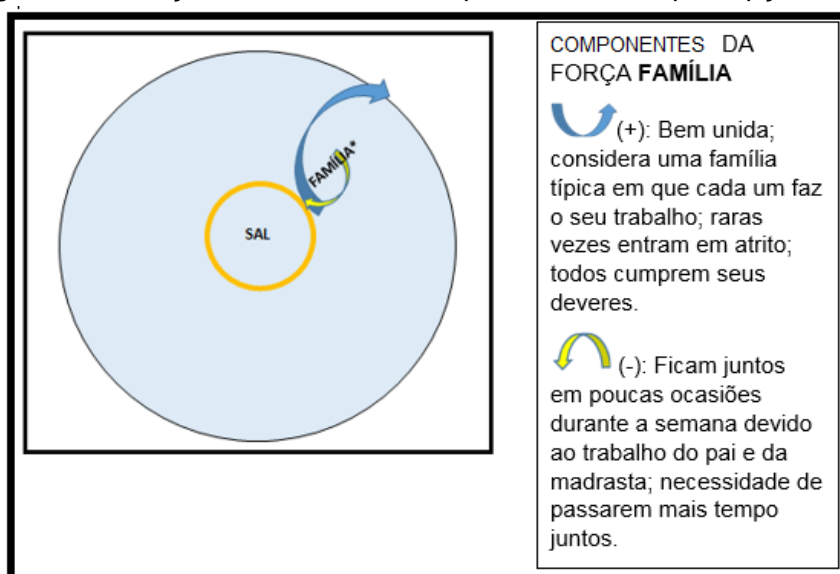 FAMÍLIA*
SAL
COMPONENTES DA
FORÇA FAMÍLIA
(+): Bem unida;
considera uma família
típica em que cada um faz
o seu trabalho; raras
vezes entram em atrito;
todos cumprem seus
deveres.
(-): Ficam juntos
em poucas ocasiões
durante a semana devido
ao trabalho do pai e da
madrasta; necessidade de
passarem mais tempo
juntos.